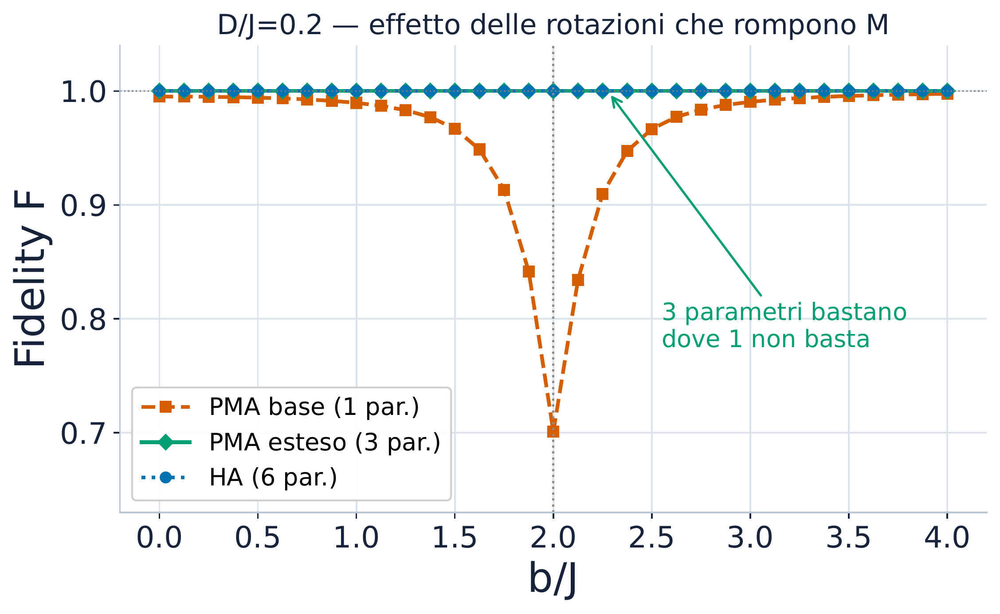 D/J=0.2 — effetto delle rotazioni che rompono M
Fidelity F
1.0
0.9
0.8
0.7
3 parametri bastano
dove 1 non basta
PMA base (1 par.)
PMA esteso (3 par.)
HA (6 par.)
0.0 0.5 1.0 1.5 2.0 2.5 3.0 3.5 4.0
b/J